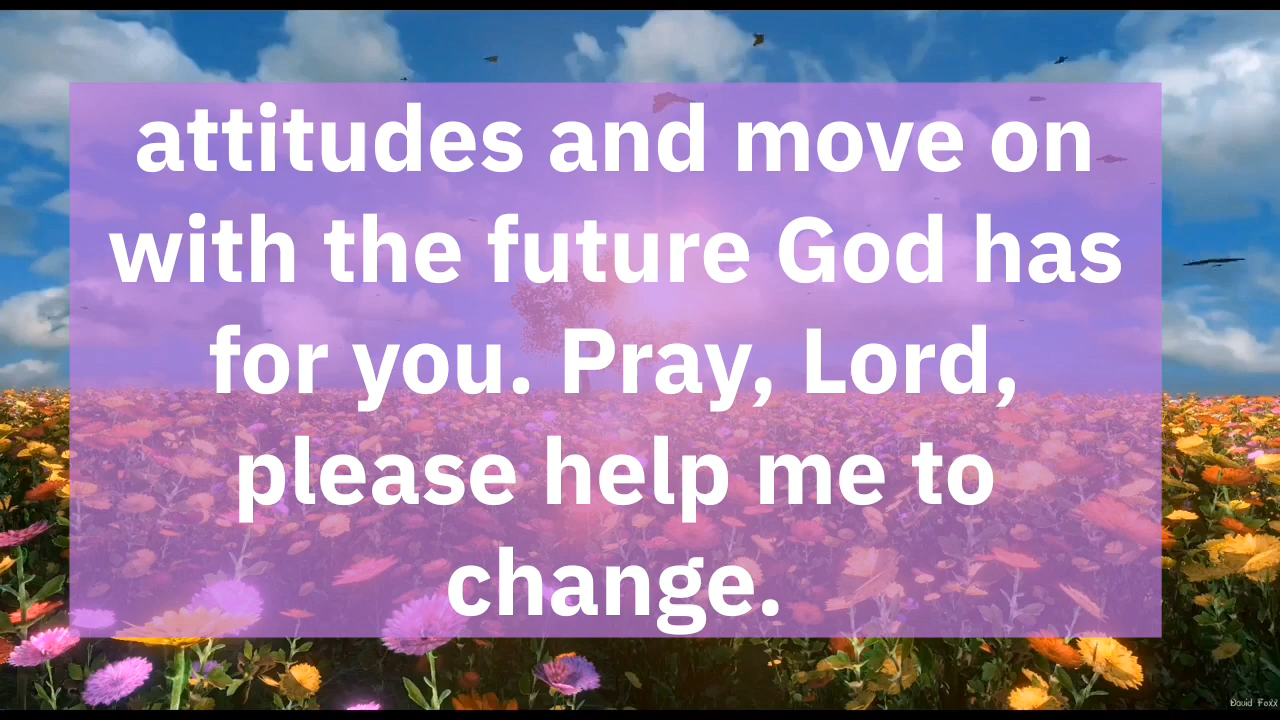 attitudes and move on
with the future God has
for you. Pray, Lord,
please help me to
change.
David Foxx